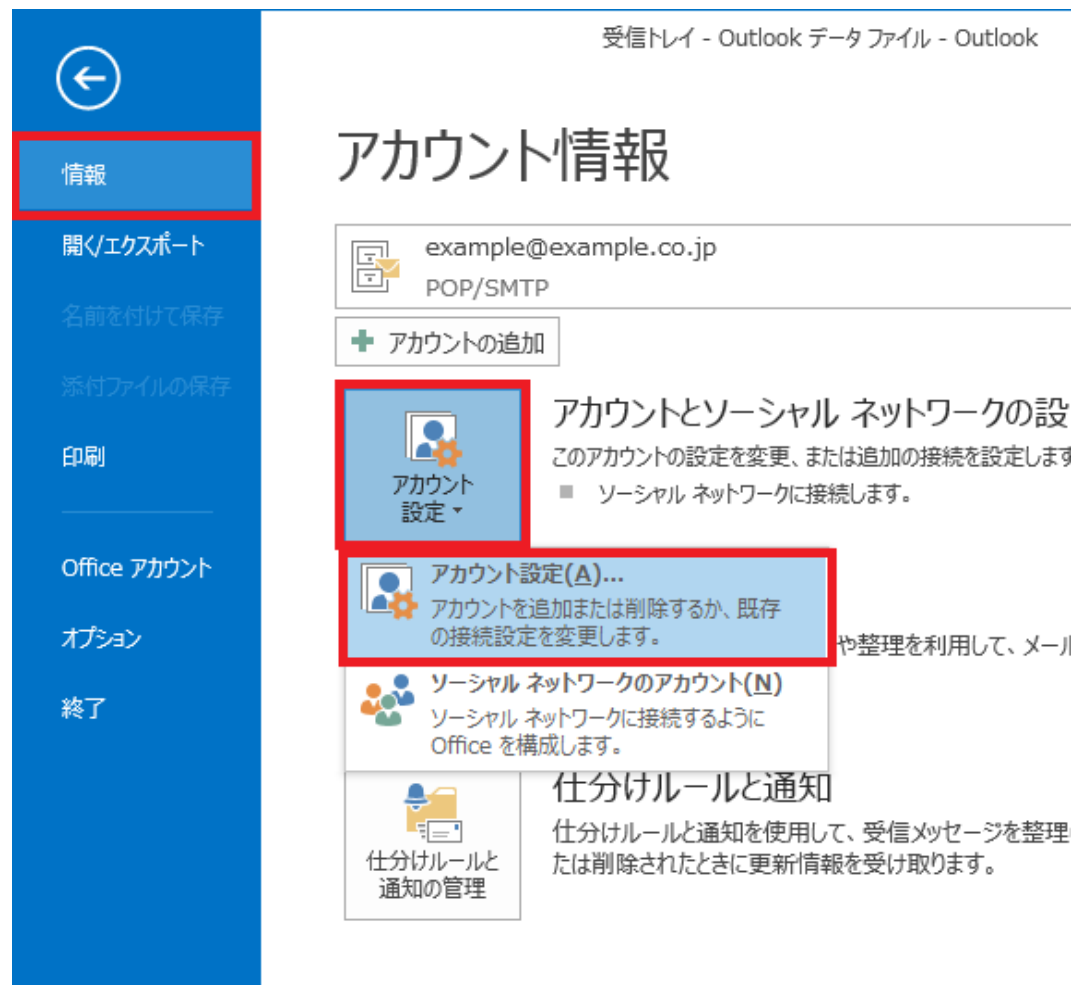 受信トレイ - Outlook データ ファイル - Outlook
情報
開く/エクスポート
名前を付けて保存
添付ファイルの保存
印刷
Office アカウント
オプション
終了
アカウント情報
example@example.co.jp
POP/SMTP
アカウントの追加
アカウント
設定
アカウントとソーシャル ネットワークの設
このアカウントの設定を変更、または追加の接続を設定します
ソーシャル ネットワークに接続します。
アカウント設定(A)...
アカウントを追加または削除するか、既存
の接続設定を変更します。
や整理を利用して、メール
ソーシャル ネットワークのアカウント(N)
ソーシャル ネットワークに接続するように
Office を構成します。
仕分けルールと
通知の管理
仕分けルールと通知
仕分けルールと通知を使用して、受信メッセージを整理
たは削除されたときに更新情報を受け取ります。